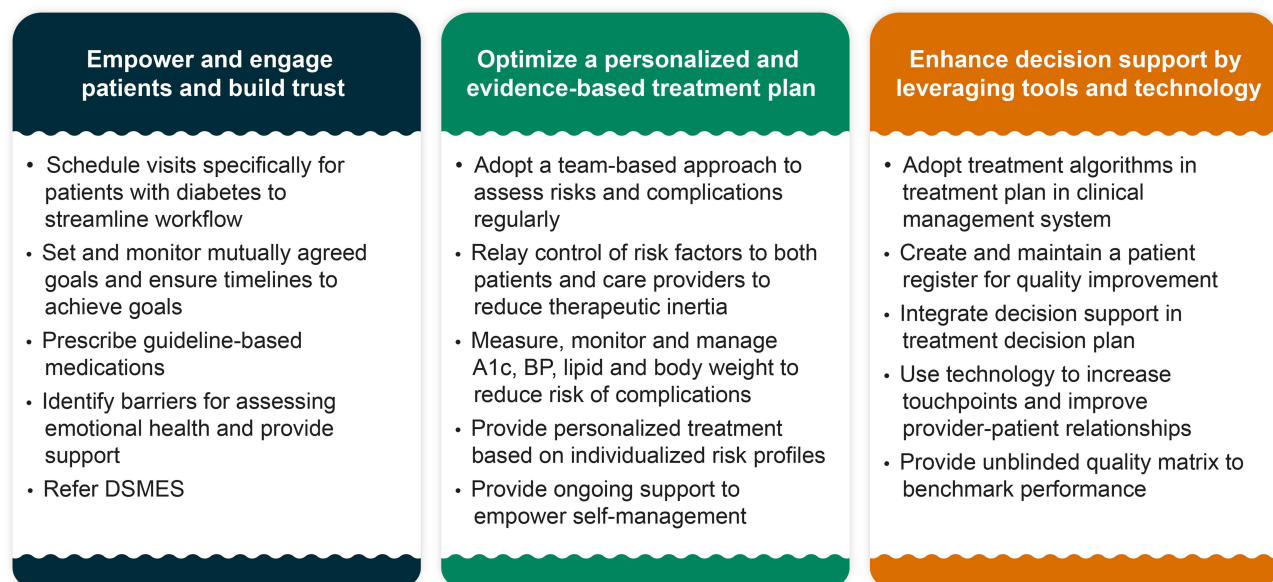 Empower and engage
patients and build trust
• Schedule visits specifically for
patients with diabetes to
streamline workflow
• Set and monitor mutually agreed
goals and ensure timelines to
achieve goals
• Prescribe guideline-based
medications
• Identify barriers for assessing
emotional health and provide
support
• Refer DSMES
Optimize a personalized and
evidence-based treatment plan
• Adopt a team-based approach to
assess risks and complications
regularly
• Relay control of risk factors to both
patients and care providers to
reduce therapeutic inertia
• Measure, monitor and manage
A1c, BP, lipid and body weight to
reduce risk of complications
• Provide personalized treatment
based on individualized risk profiles
• Provide ongoing support to
empower self-management
Enhance decision support by
leveraging tools and technology
• Adopt treatment algorithms in
treatment plan in clinical
management system
• Create and maintain a patient
register for quality improvement
• Integrate decision support in
treatment decision plan
• Use technology to increase
touchpoints and improve
provider-patient relationships
• Provide unblinded quality matrix to
benchmark performance